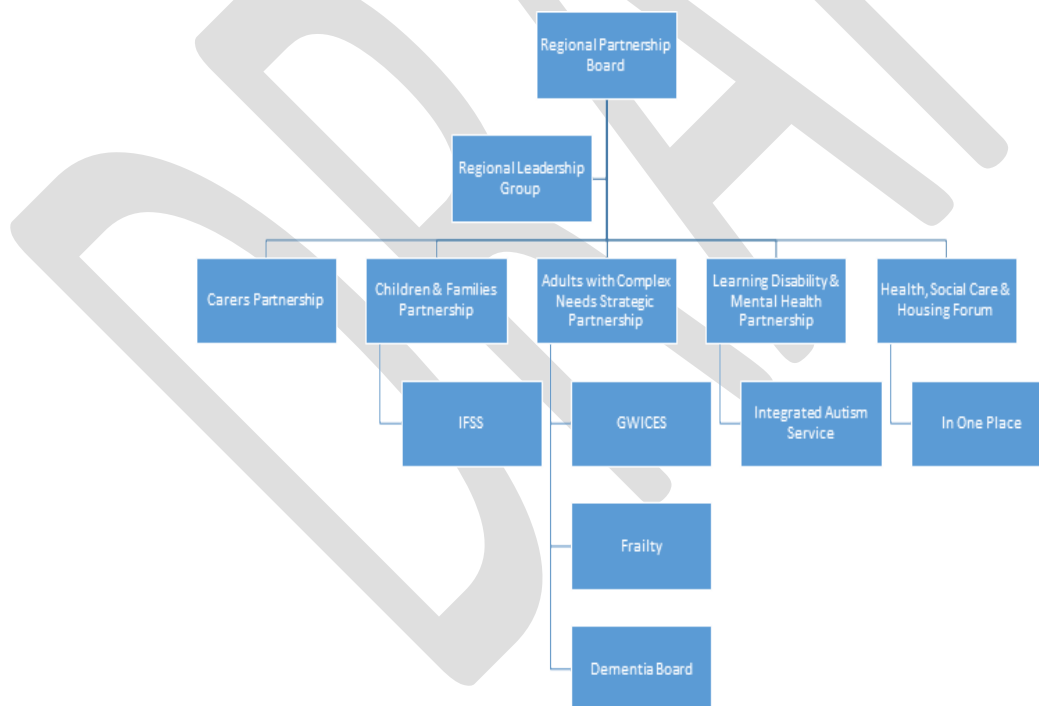 Regional Partnership
Board
Regional Leadership
Group
Carers Partnership
Children & Families
Partnership
Adults with Complex
Needs Strategic
Partnership
Learning Disability &
Mental Health
Partnership
Health, Social Care &
Housing Forum
IFSS
GWICES
Integrated Autism
Service
In One Place
Frailty
Dementia Board
DRAFT